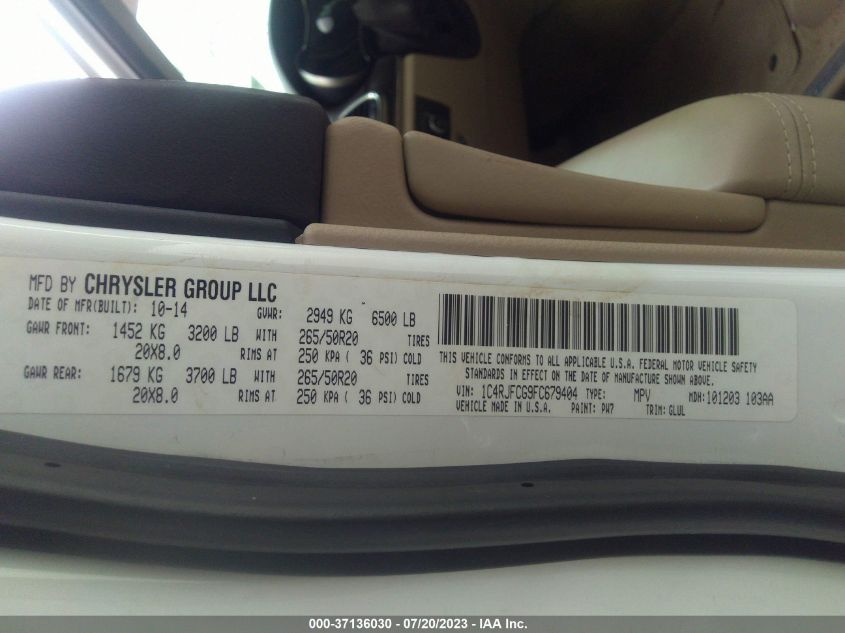 MFD BY CHRYSLER GROUP LLC
DATE OF MFR(BUILT): 10-14 GVWR: 2949 KG 6500 LB
GAWR FRONT: 1452 KG 3200 LB WITH 265/50R20 TIRES
20X8.0 RIMS AT 250 KPA ( 36 PSI) COLD
GAWR REAR: 1679 KG 3700 LB WITH 265/50R20 TIRES
20X8.0 RIMS AT 250 KPA ( 36 PSI) COLD
THIS VEHICLE CONFORMS TO ALL APPLICABLE U.S.A. FEDERAL MOTOR VEHICLE SAFETY
STANDARDS IN EFFECT ON THE DATE OF MANUFACTURE SHOWN ABOVE.
VIN: 1C4RJFCG9FC679404 TYPE: MPV MDH: 101203 103AA
VEHICLE MADE IN U.S.A. PAINT: PW7 TRIM: GLUL
000-37136030 - 07/20/2023 - IAA Inc.